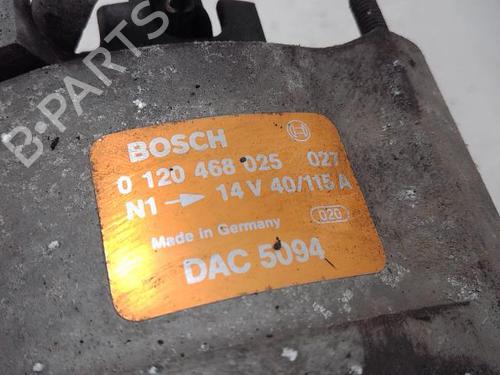 B-PARTS
BOSCH
0 120 468 025 027
N1 → 14 V 40/115 A
020
Made in Germany
DAC 5094